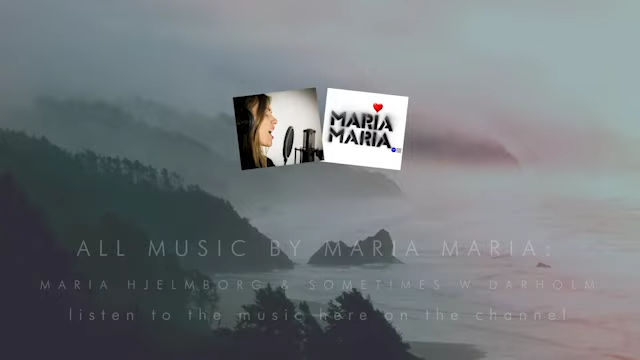 MARIA
MARIA
ALL MUSIC BY MARIA MARIA:
MARIA HJELMBORG & SOMETIMES W DARHOLM
listen to the music here on the channel